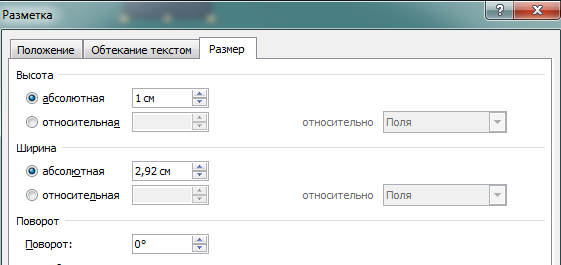 Разметка
Положение Обтекание текстом Размер
Высота
абсолютная 1 см
относительная относительно Поля
Ширина
абсолютная 2,92 см
относительная относительно Поля
Поворот
Поворот: 0°